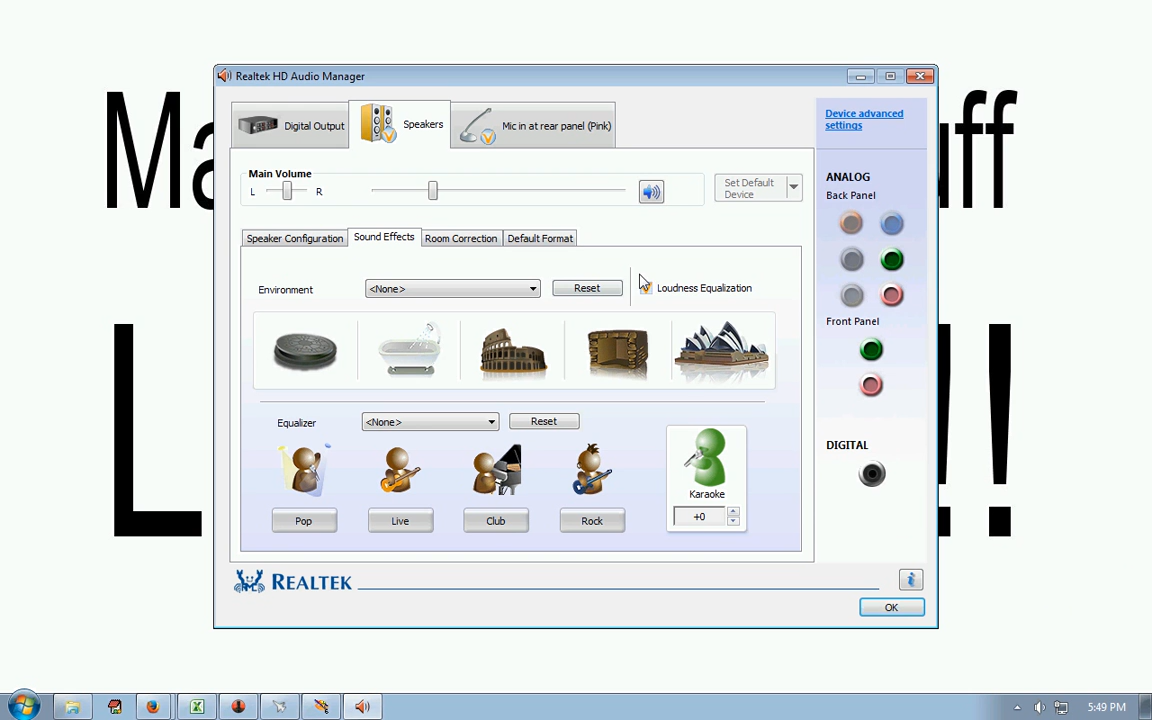 Realtek HD Audio Manager
Digital Output
Speakers
Mic in at rear panel (Pink)
Device advanced
settings
Main Volume
L
R
Set Default
Device
ANALOG
Back Panel
Speaker Configuration
Sound Effects
Room Correction
Default Format
Environment
<None>
Reset
Loudness Equalization
Front Panel
Equalizer
<None>
Reset
Karaoke
+0
DIGITAL
Pop
Live
Club
Rock
REALTEK
OK
5:49 PM